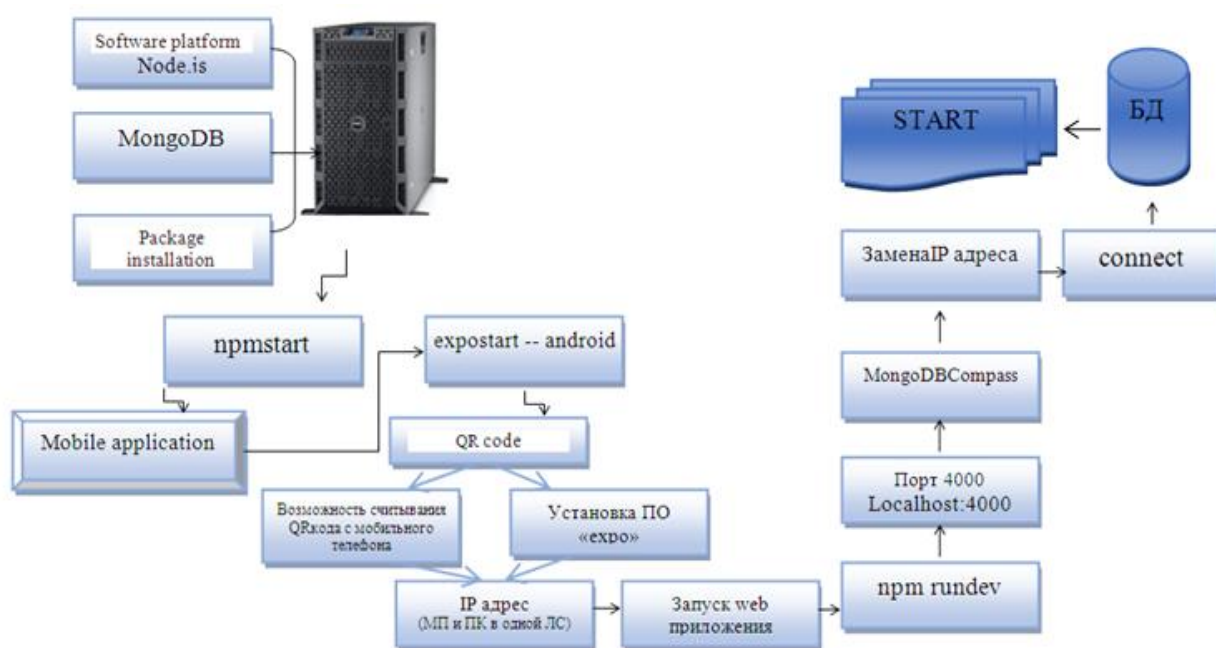 Software platform
Node.is
MongoDB
Package
installation
npmstart
Mobile application
expostart -- android
QR code
Возможность считывания
QRкода с мобильного
телефона
Установка ПО
«expo»
IP адрес
(МП и ПК в одной ЛС)
Запуск web
приложения
npm rundev
Порт 4000
Localhost:4000
MongoDBCompass
ЗаменаIP адреса
connect
БД
START